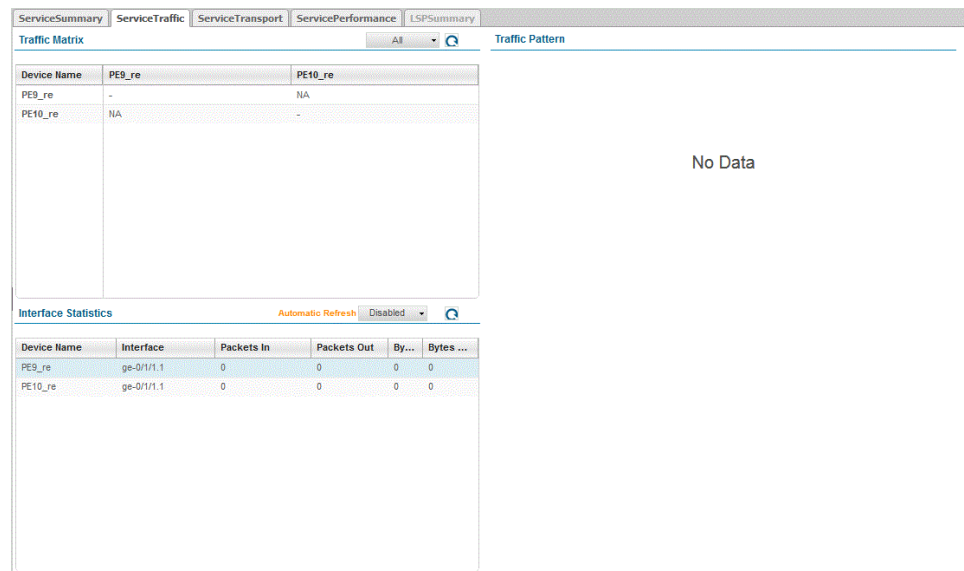 ServiceSummary ServiceTraffic ServiceTransport ServicePerformance LSPSummary
Traffic Matrix All
Device Name PE9_re PE10_re
PE9_re - NA
PE10_re NA -
Interface Statistics Automatic Refresh Disabled
Device Name Interface Packets In Packets Out By... Bytes ...
PE9_re ge-0/1/1.1 0 0 0 0
PE10_re ge-0/1/1.1 0 0 0 0
Traffic Pattern
No Data